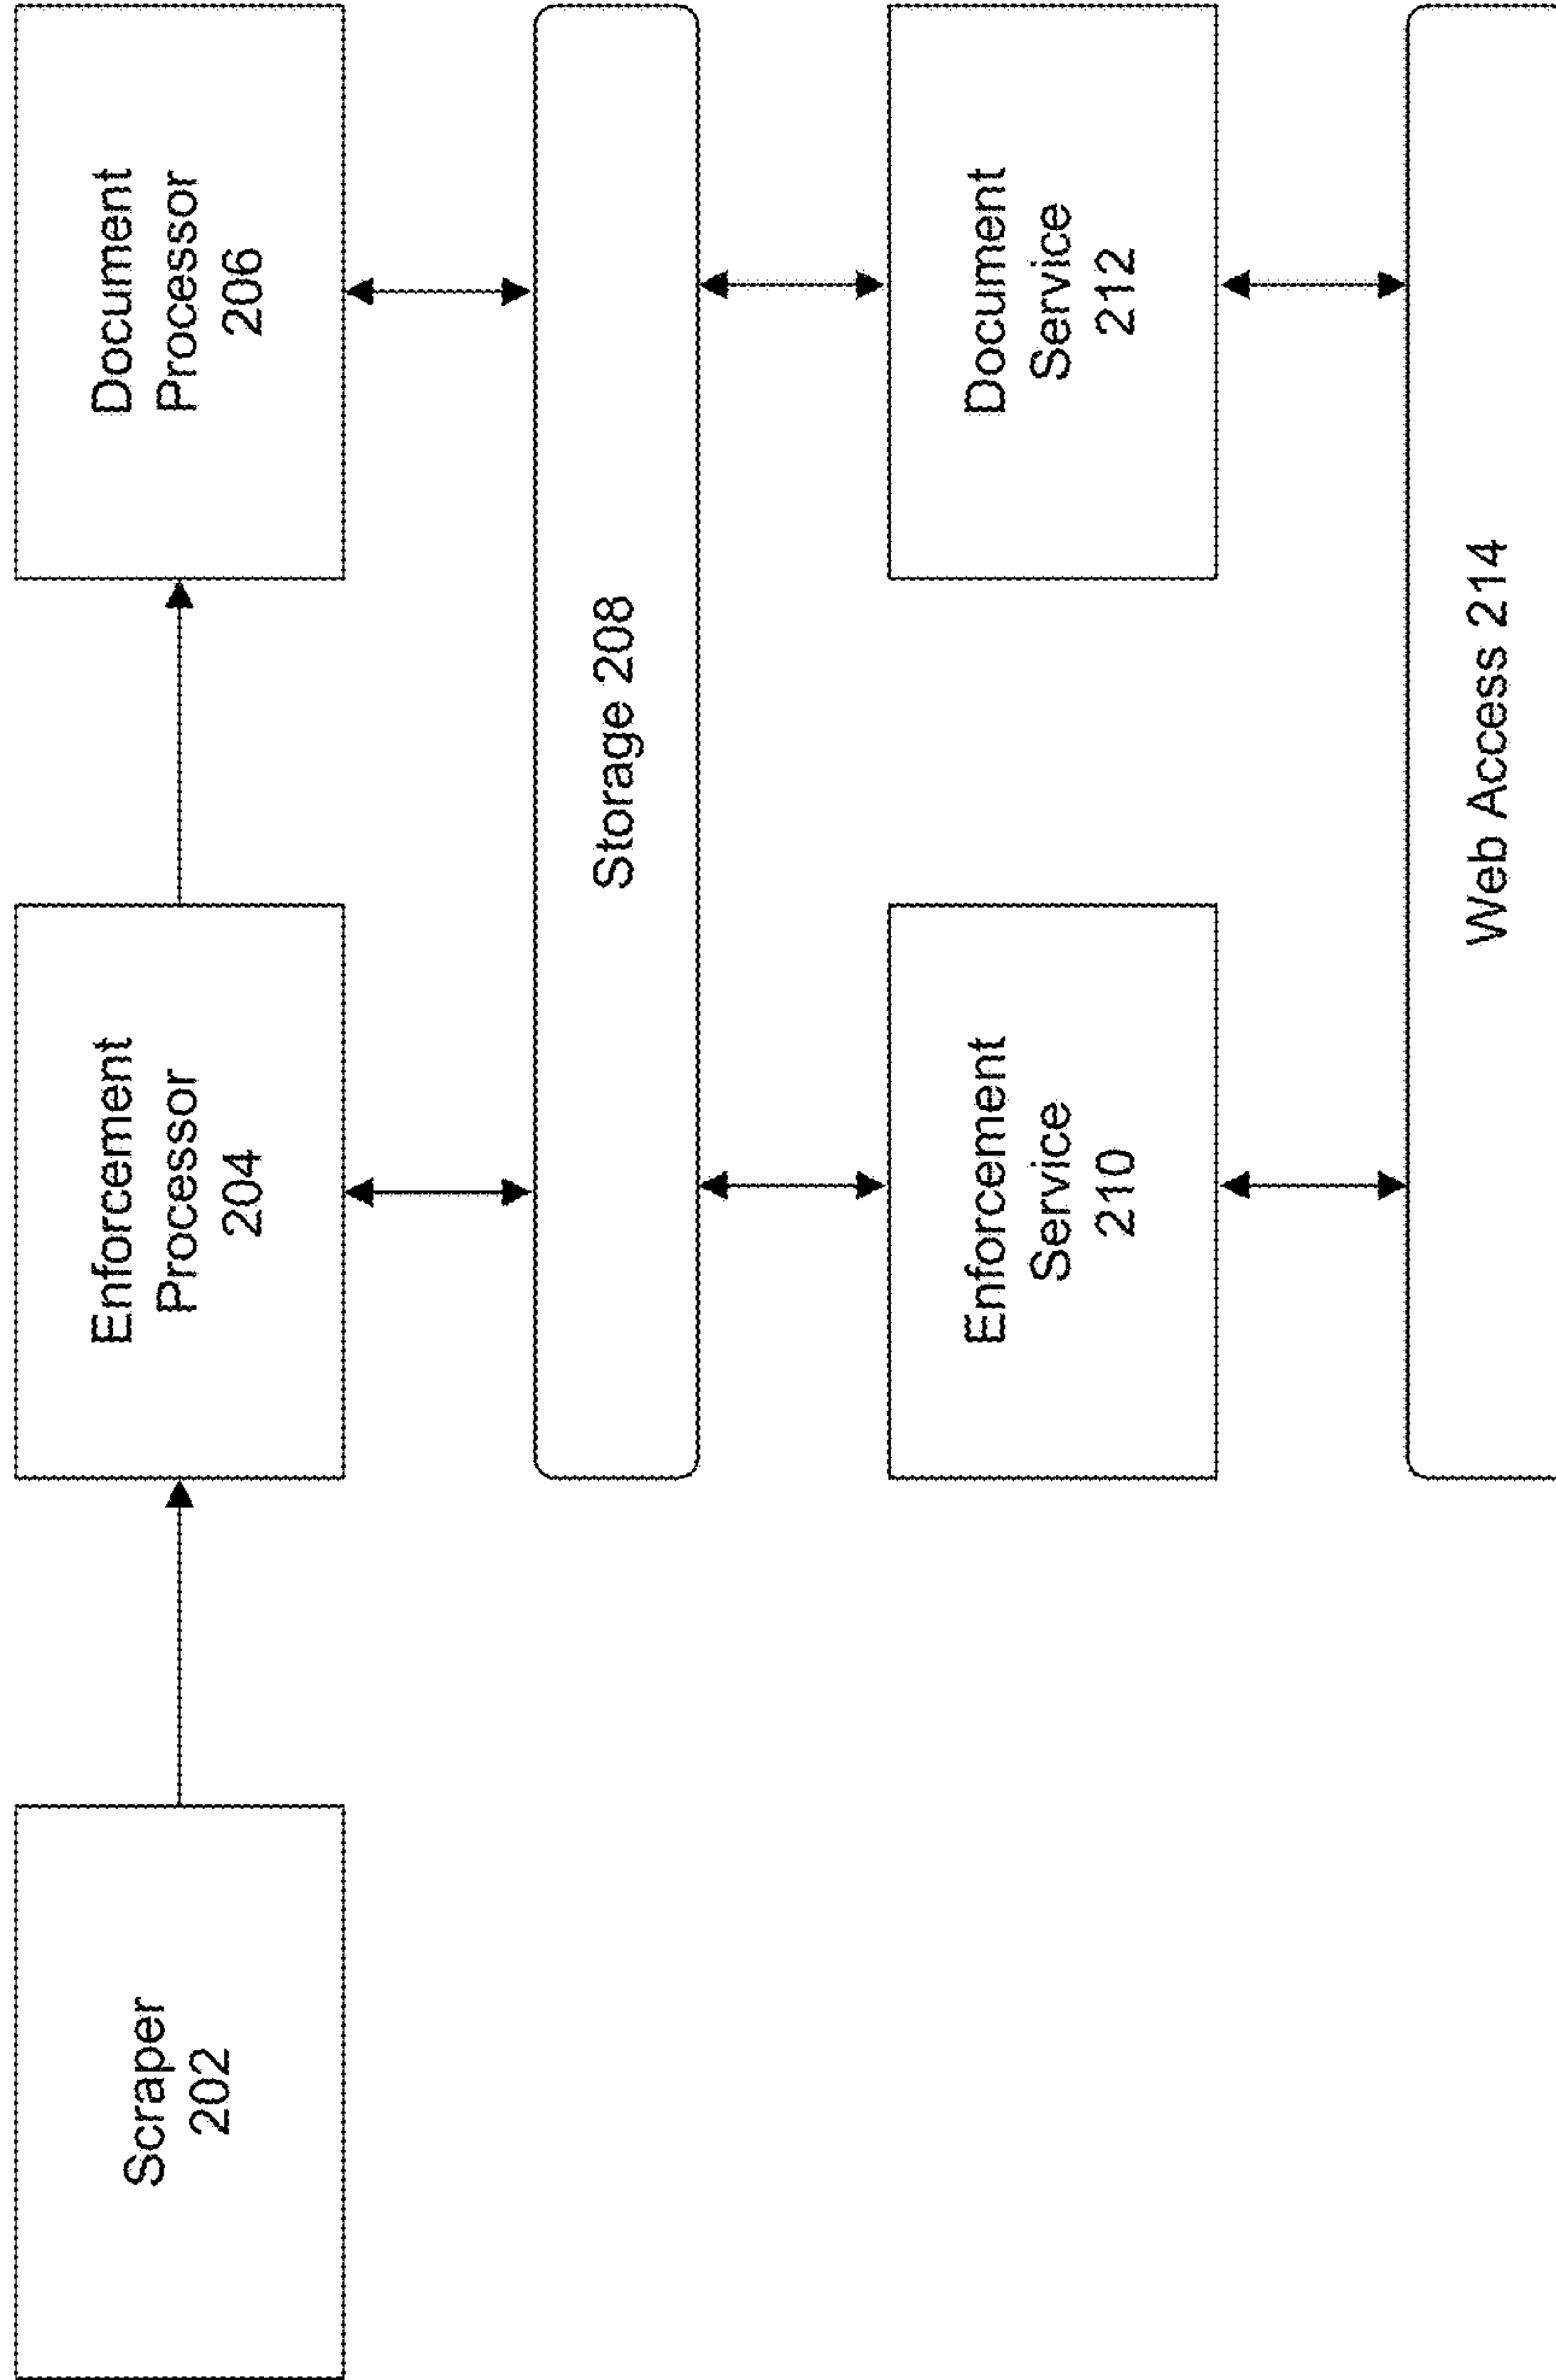 Scraper
202
Enforcement
Processor
204
Document
Processor
206
Storage 208
Enforcement
Service
210
Document
Service
212
Web Access 214